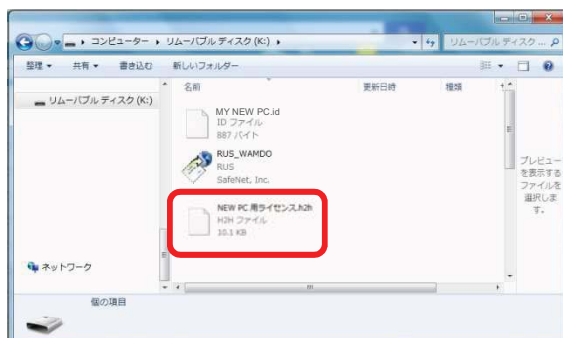 コンピューター ▸ リムーバブル ディスク (K:) ▸
リムーバブル ディスク ...
整理 ▾ 共有 ▾ 書き込む 新しいフォルダー
リムーバブル ディスク (K:)
ネットワーク
名前 更新日時 種類
MY NEW PC.id
ID ファイル
887 バイト
RUS_WAMDO
RUS
SafeNet, Inc.
NEW PC 用ライセンス.h2h
H2H ファイル
10.1 KB
プレビュー
を表示する
ファイルを
選択しま
す。
個の項目